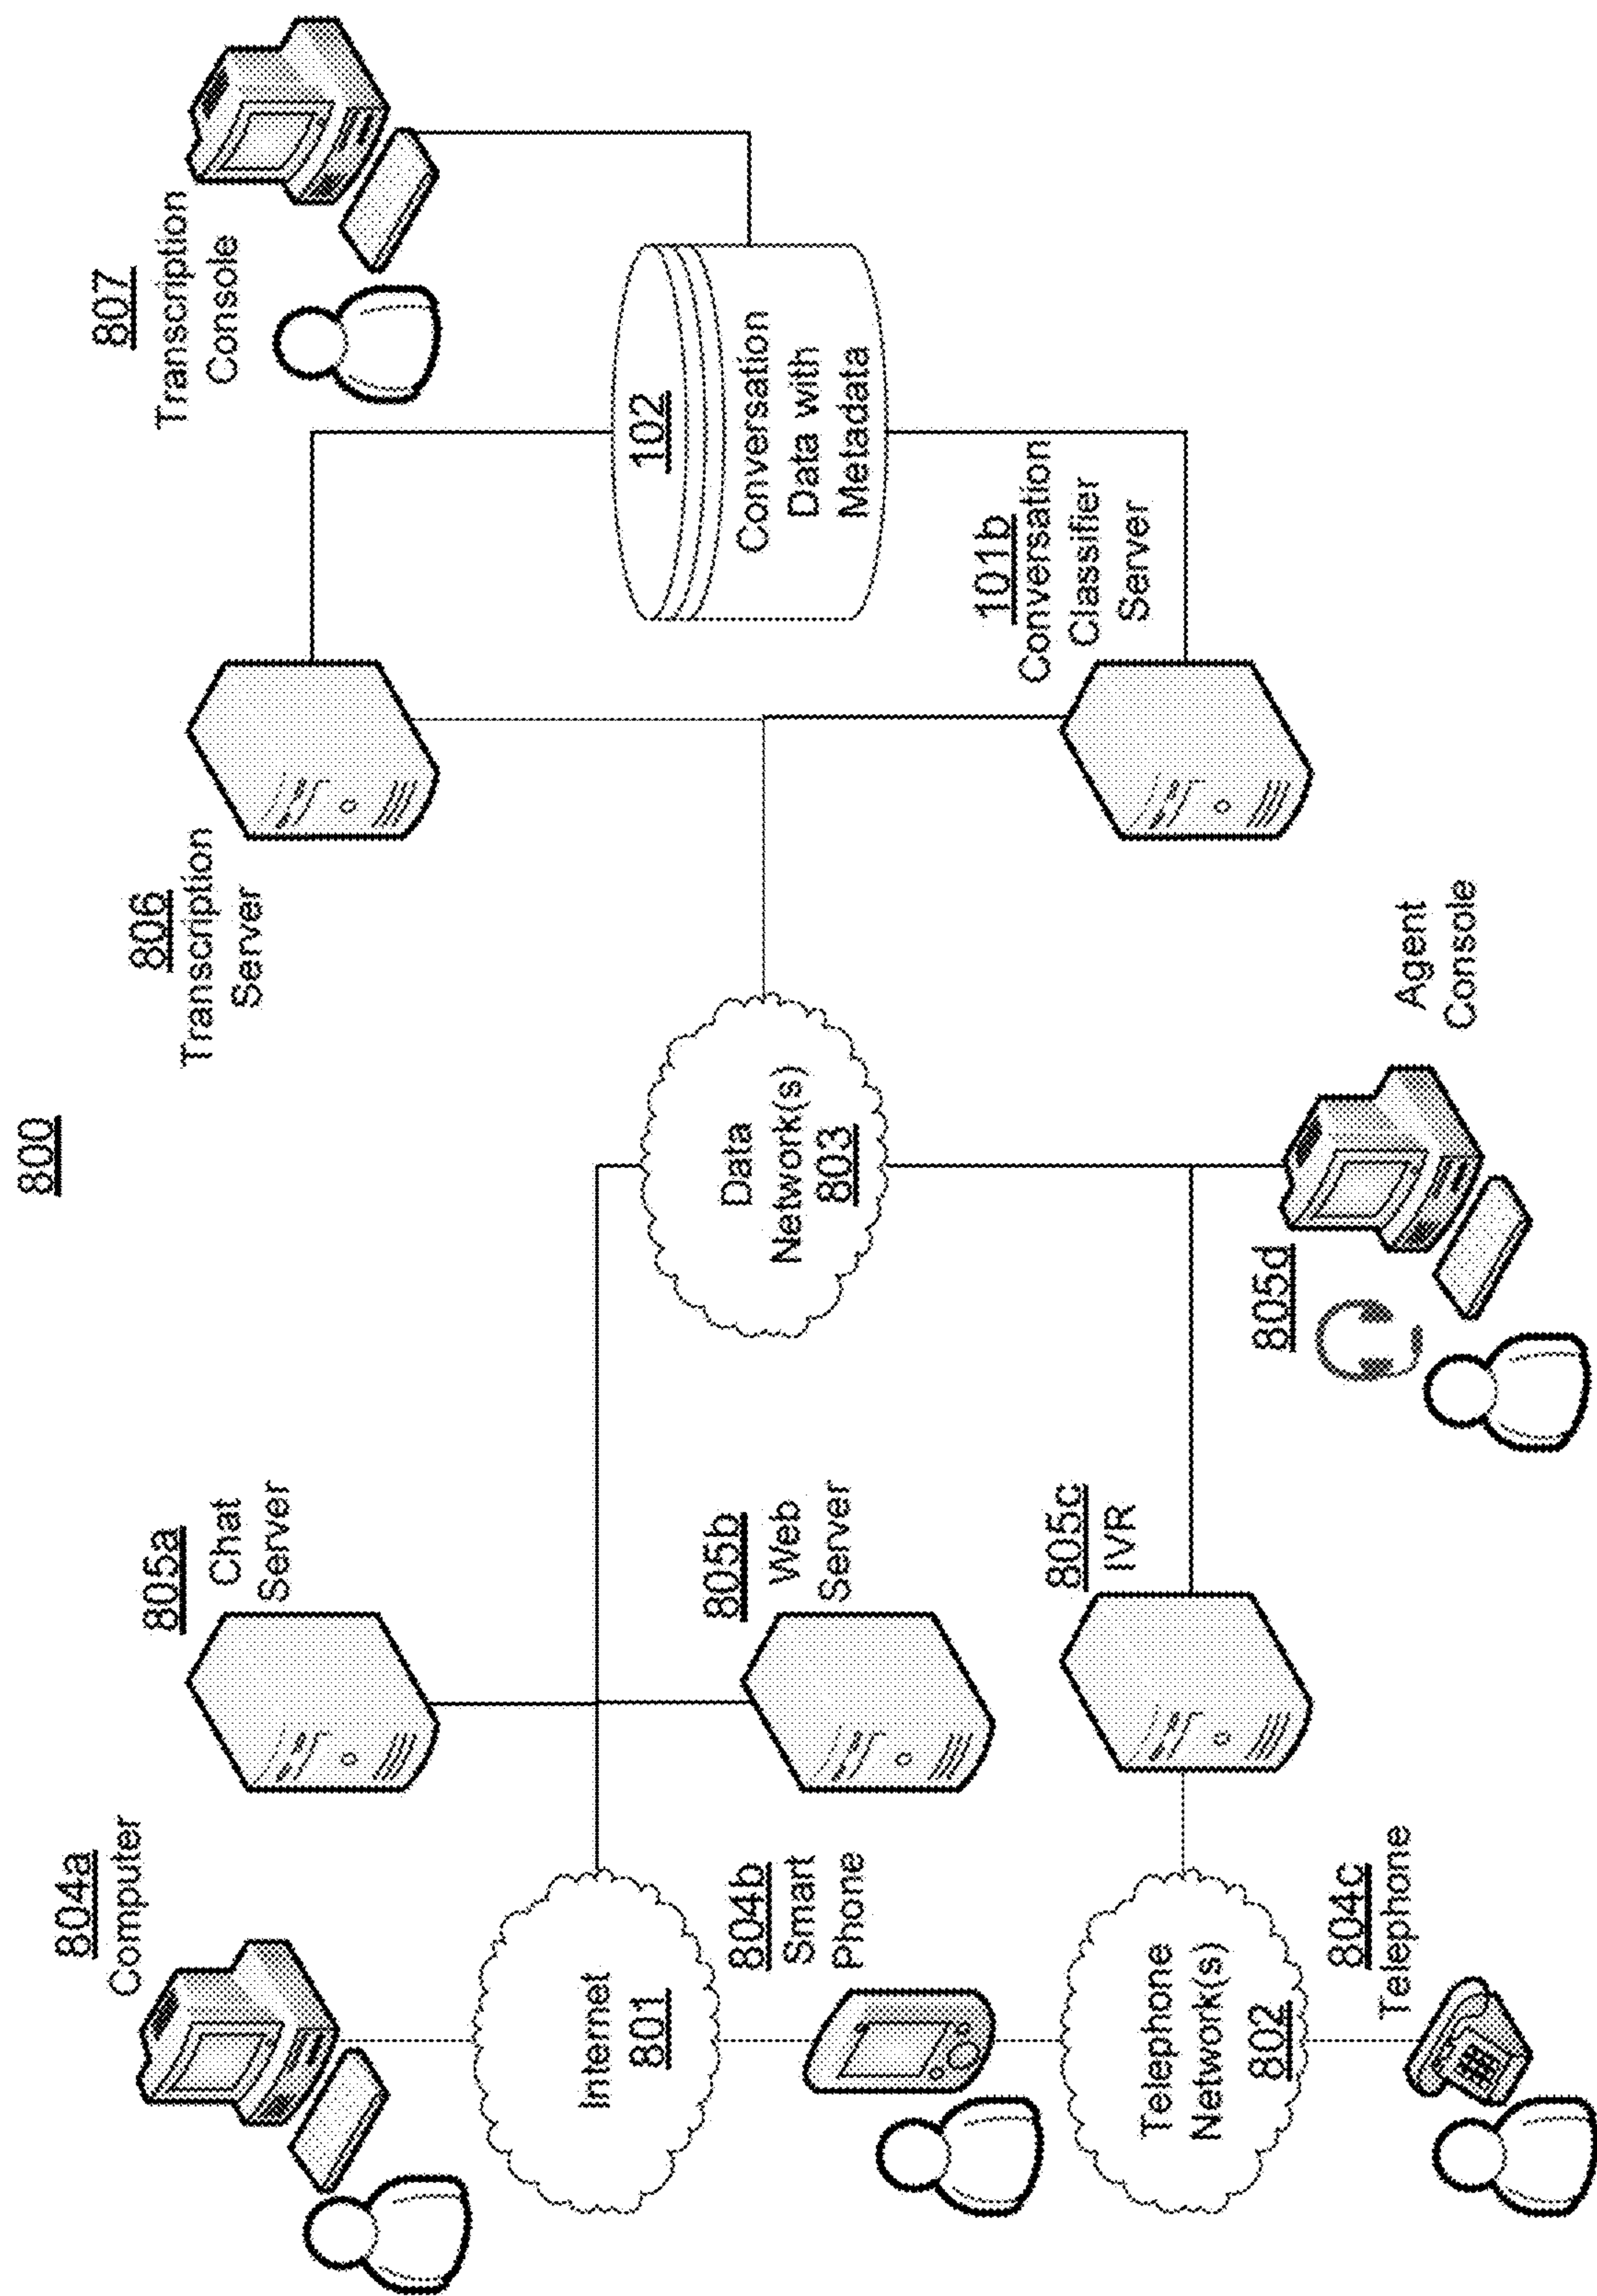 800
804a
Computer
805a
Chat
Server
806
Transcription
Server
807
Transcription
Console
Internet
801
Data
Network(s)
803
102
Conversation
Data with
Metadata
804b
Smart
Phone
805b
Web
Server
101b
Conversation
Classifier
Server
Telephone
Network(s)
802
805c
IVR
805d
Agent
Console
804c
Telephone